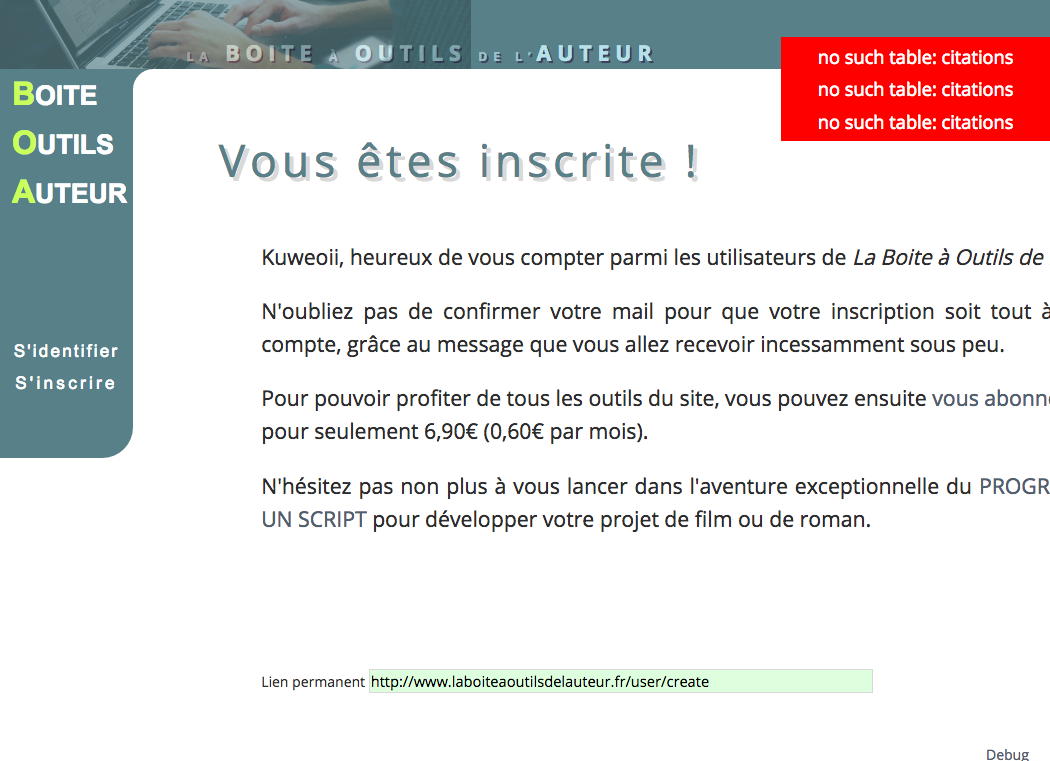 LA BOITE À OUTILS DE L'AUTEUR
no such table: citations
no such table: citations
no such table: citations
BOITE
OUTILS
AUTEUR
S'identifier
S'inscrire
Vous êtes inscrite !
Kuweoii, heureux de vous compter parmi les utilisateurs de La Boite à Outils de
N'oubliez pas de confirmer votre mail pour que votre inscription soit tout à
compte, grâce au message que vous allez recevoir incessamment sous peu.
Pour pouvoir profiter de tous les outils du site, vous pouvez ensuite vous abonne
pour seulement 6,90€ (0,60€ par mois).
N'hésitez pas non plus à vous lancer dans l'aventure exceptionnelle du PROGR
UN SCRIPT pour développer votre projet de film ou de roman.
Lien permanent http://www.laboiteaoutilsdelauteur.fr/user/create
Debug